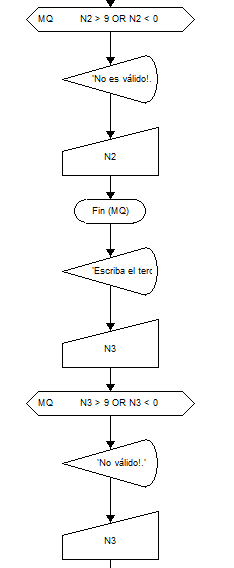 MQ N2 > 9 OR N2 < 0
'No es válido!.
N2
Fin (MQ)
'Escriba el terc
N3
MQ N3 > 9 OR N3 < 0
'No válido!.'
N3